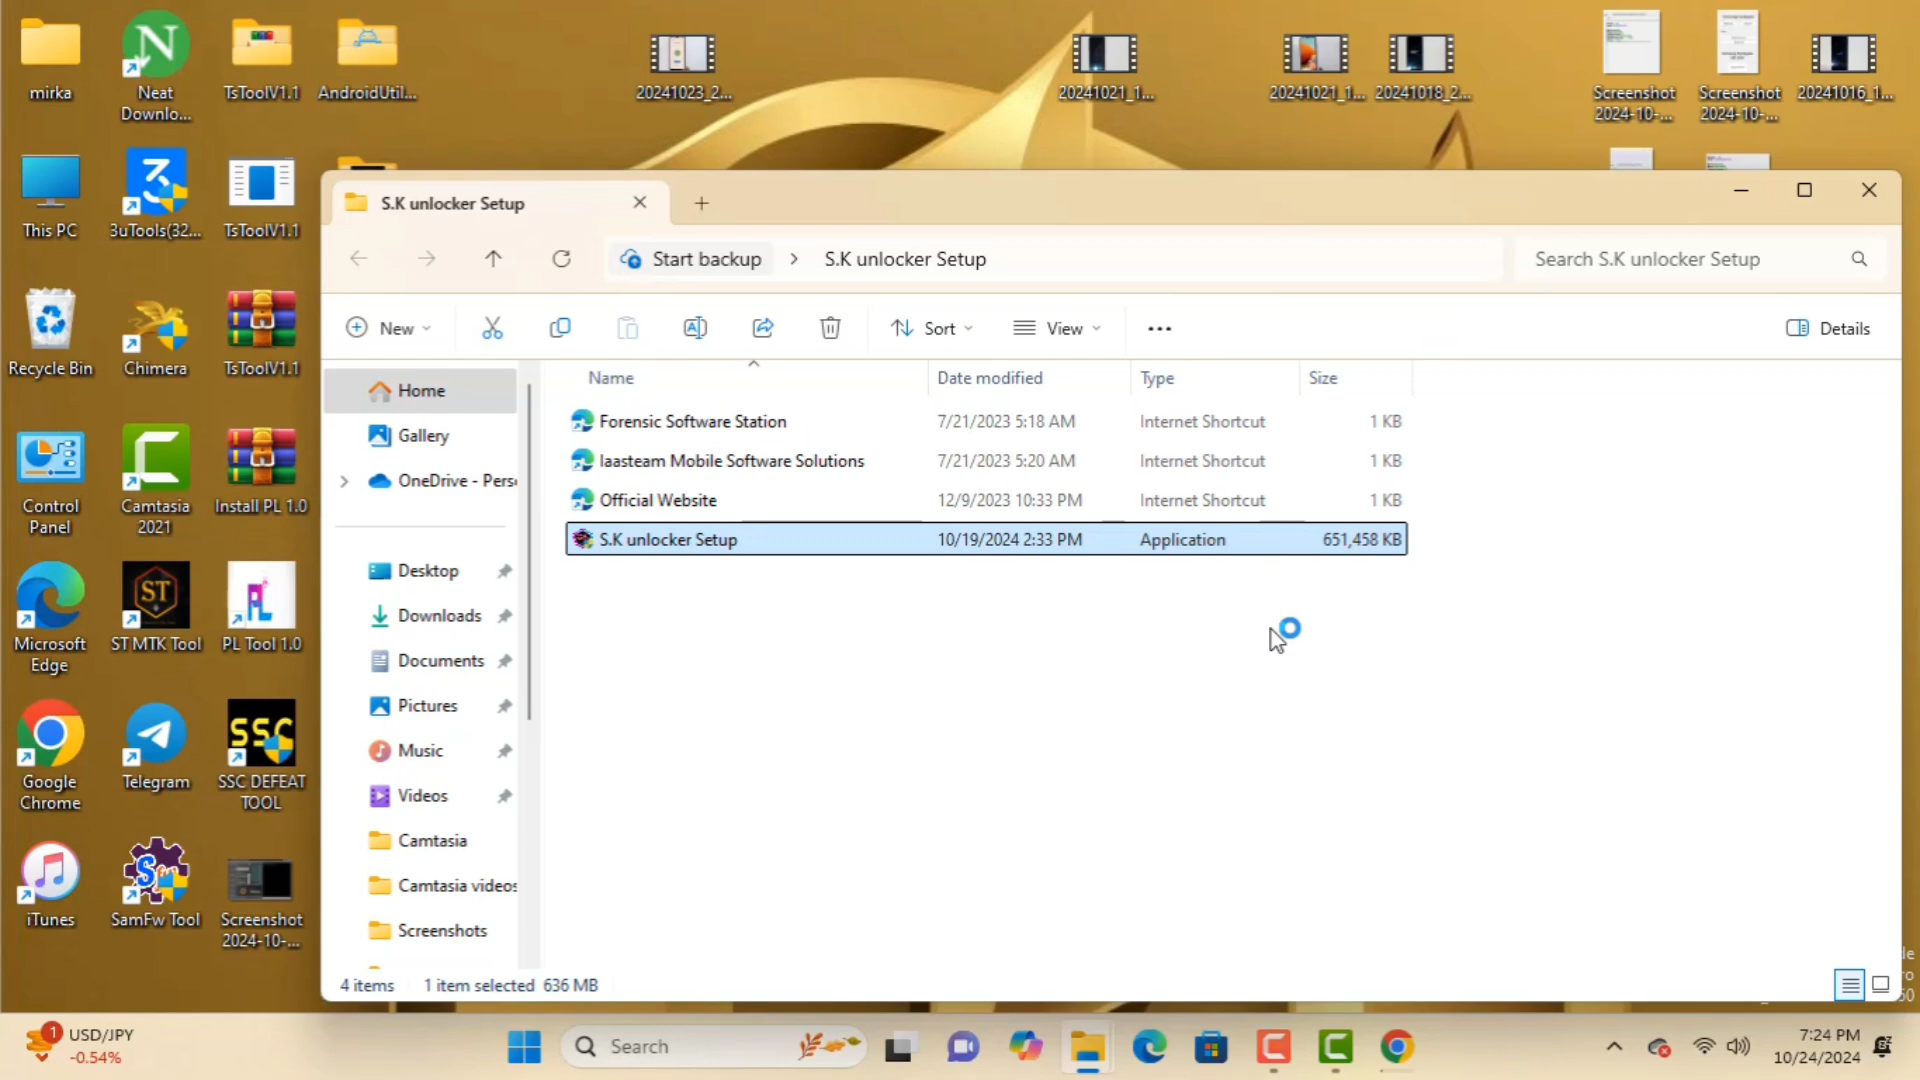 mirka
Neat
Downlo...
TsToolV1.1
AndroidUtil...
20241023_2...
20241021_1...
20241021_1...
20241018_2...
Screenshot
2024-10-...
Screenshot
2024-10-...
20241016_1...
This PC
3uTools(32...
TsToolV1.1
Recycle Bin
Chimera
TsToolV1.1
Control
Panel
Camtasia
2021
Install PL 1.0
Microsoft
Edge
ST
ST MTK Tool
PL Tool 1.0
Google
Chrome
Telegram
SSC
SSC DEFEAT
TOOL
iTunes
SamFw Tool
Screenshot
2024-10-...
S.K unlocker Setup
Start backup > S.K unlocker Setup
Search S.K unlocker Setup
New
Sort
View
Details
Home
Gallery
OneDrive - Pers
Desktop
Downloads
Documents
Pictures
Music
Videos
Camtasia
Camtasia videos
Screenshots
Name Date modified Type Size
Forensic Software Station 7/21/2023 5:18 AM Internet Shortcut 1 KB
Iaasteam Mobile Software Solutions 7/21/2023 5:20 AM Internet Shortcut 1 KB
Official Website 12/9/2023 10:33 PM Internet Shortcut 1 KB
S.K unlocker Setup 10/19/2024 2:33 PM Application 651,458 KB
4 items 1 item selected 636 MB
1
USD/JPY
-0.54%
Search
7:24 PM
10/24/2024